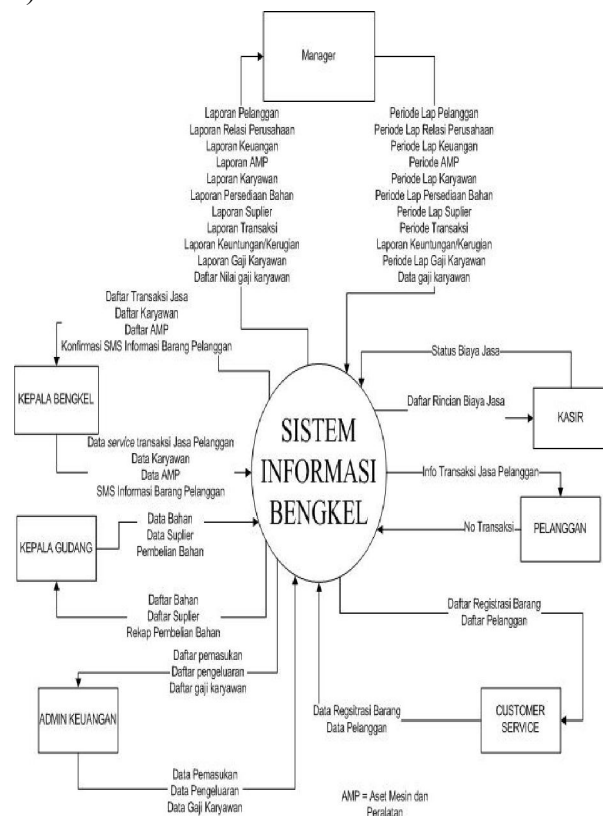 )
Manager
Laporan Pelanggan
Laporan Relasi Perusahaan
Laporan Keuangan
Laporan AMP
Laporan Karyawan
Laporan Persediaan Bahan
Laporan Suplier
Laporan Transaksi
Laporan Keuntungan/Kerugian
Laporan Gaji Karyawan
Daftar Nilai gaji karyawan
Periode Lap Pelanggan
Periode Lap Relasi Perusahaan
Periode Lap Keuangan
Periode AMP
Periode Lap Karyawan
Periode Lap Persediaan Bahan
Periode Lap Suplier
Periode Transaksi
Laporan Keuntungan/Kerugian
Periode Lap Gaji Karyawan
Data gaji karyawan
Daftar Transaksi Jasa
Daftar Karyawan
Daftar AMP
Konfirmasi SMS Informasi Barang Pelanggan
KEPALA BENGKEL
Data service transaksi Jasa Pelanggan
Data Karyawan
Data AMP
SMS Informasi Barang Pelanggan
SISTEM
INFORMASI
BENGKEL
Status Biaya Jasa
Daftar Rincian Biaya Jasa
KASIR
Info Transaksi Jasa Pelanggan
No Transaksi
PELANGGAN
KEPALA GUDANG
Data Bahan
Data Suplier
Pembelian Bahan
Daftar Bahan
Daftar Suplier
Rekap Pembelian Bahan
Daftar Registrasi Barang
Daftar Pelanggan
Data Regsitrasi Barang
Data Pelanggan
CUSTOMER
SERVICE
Daftar pemasukan
Daftar pengeluaran
Daftar gaji karyawan
ADMIN KEUANGAN
Data Pemasukan
Data Pengeluaran
Data Gaji Karyawan
AMP = Aset Mesin dan
Peralatan